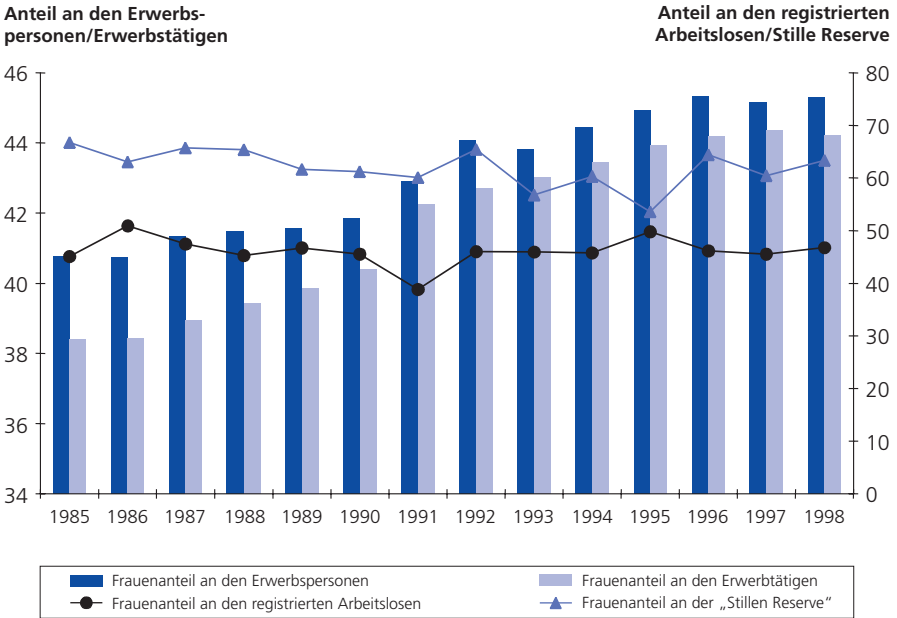 Anteil an den Erwerbs-
personen/Erwerbstätigen
Anteil an den registrierten
Arbeitslosen/Stille Reserve
46
44
42
40
38
36
34
80
70
60
50
40
30
20
10
0
1985 1986 1987 1988 1989 1990 1991 1992 1993 1994 1995 1996 1997 1998
Frauenanteil an den Erwerbspersonen
Frauenanteil an den Erwerbtätigen
Frauenanteil an den registrierten Arbeitslosen
Frauenanteil an der „Stillen Reserve“